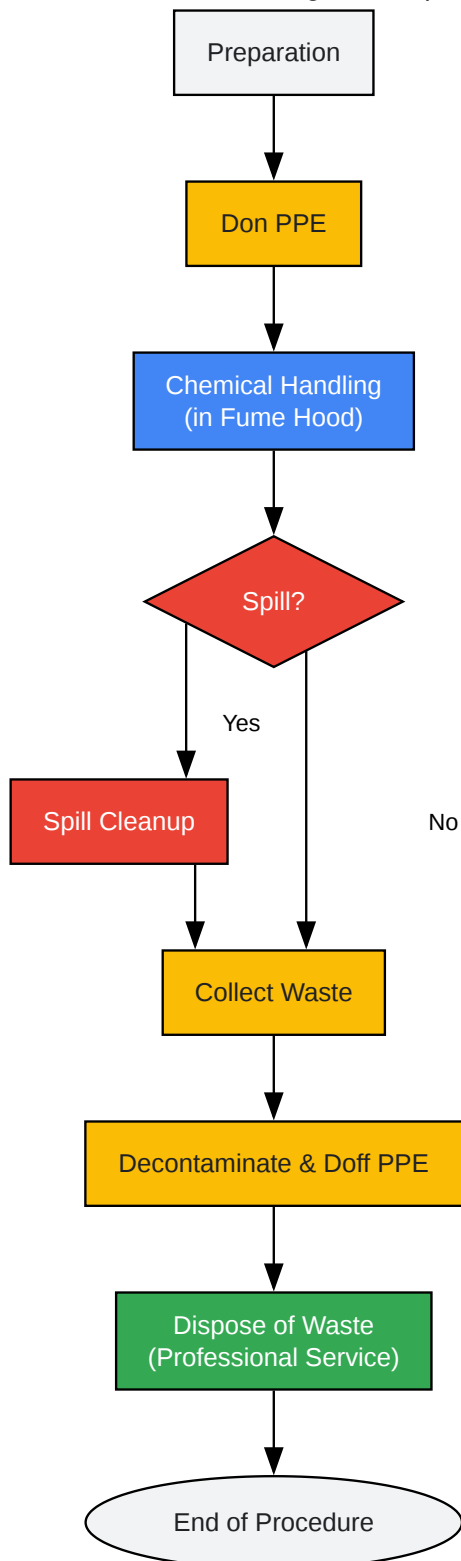 Preparation
Don PPE
Chemical Handling
(in Fume Hood)
Spill?
Yes
Spill Cleanup
No
Collect Waste
Decontaminate & Doff PPE
Dispose of Waste
(Professional Service)
End of Procedure